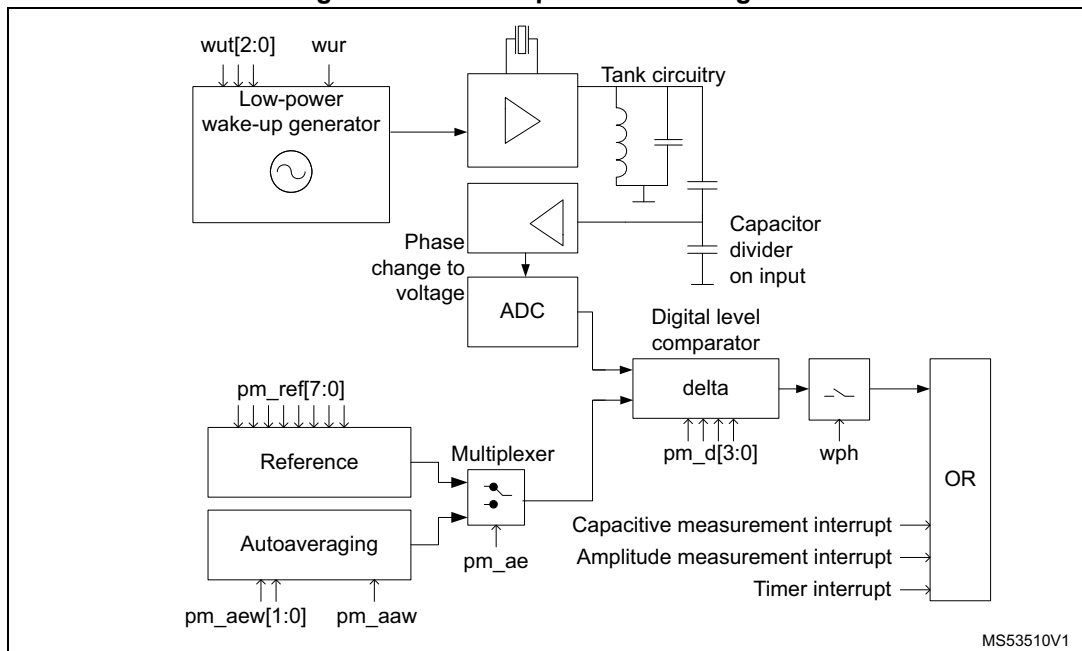 wut[2:0]
wur
Low-power
wake-up generator
Tank circuitry
Capacitor
divider
on input
Phase
change to
voltage
ADC
Digital level
comparator
delta
pm_d[3:0]
wph
OR
pm_ref[7:0]
Reference
Multiplexer
Autoaveraging
pm_ae
pm_aew[1:0]
pm_aaw
Capacitive measurement interrupt
Amplitude measurement interrupt
Timer interrupt
MS53510V1